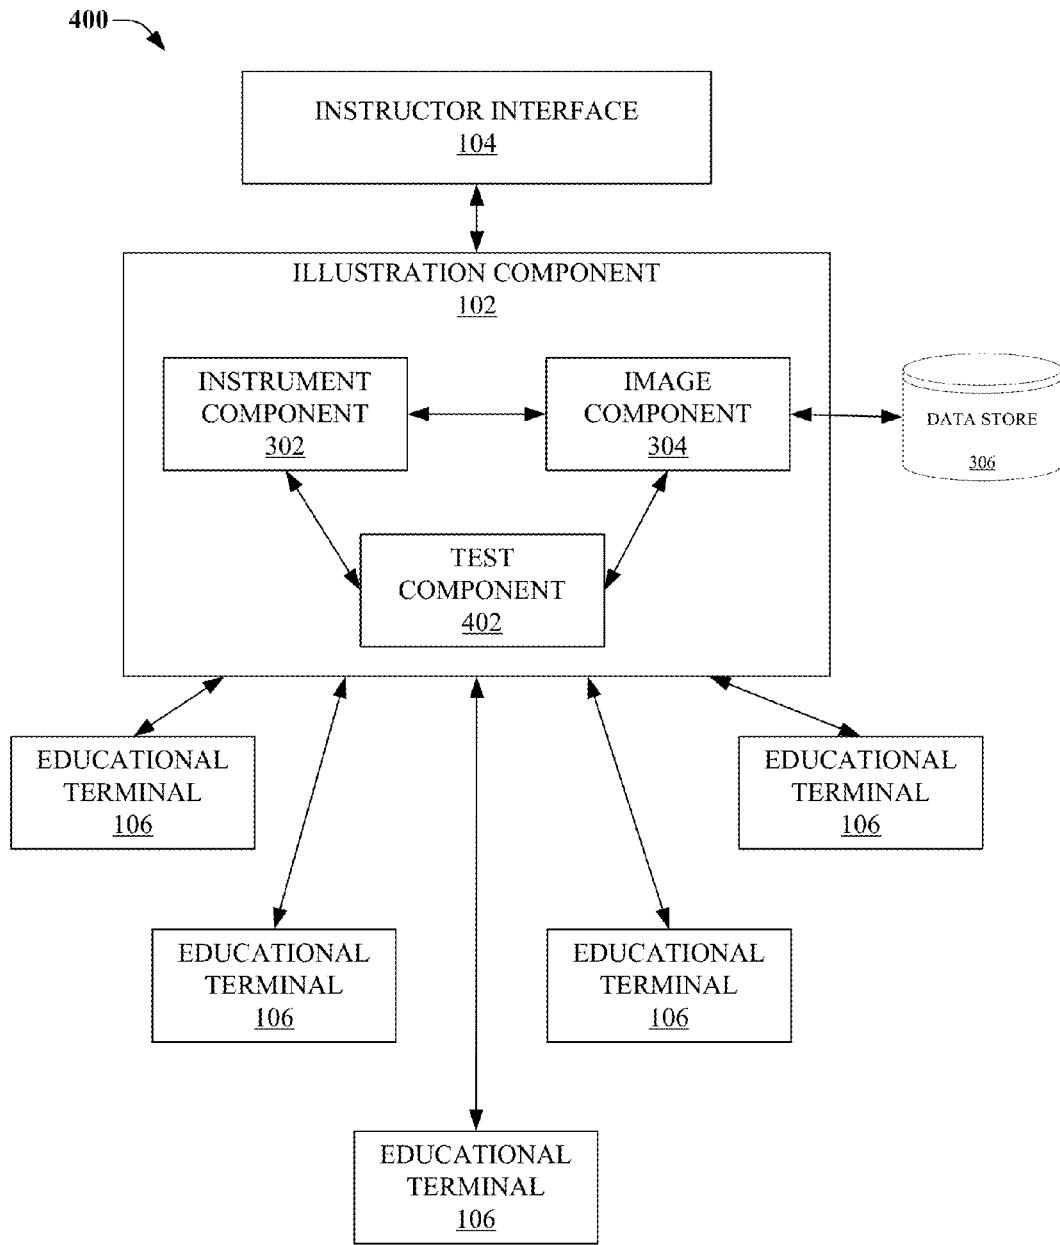 400
INSTRUCTOR INTERFACE
104
ILLUSTRATION COMPONENT
102
INSTRUMENT
COMPONENT
302
IMAGE
COMPONENT
304
DATA STORE
306
TEST
COMPONENT
402
EDUCATIONAL
TERMINAL
106
EDUCATIONAL
TERMINAL
106
EDUCATIONAL
TERMINAL
106
EDUCATIONAL
TERMINAL
106
EDUCATIONAL
TERMINAL
106